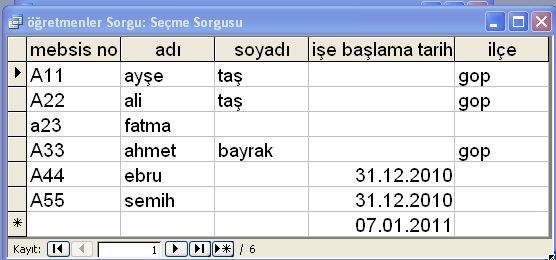 öğretmenler Sorgu: Seçme Sorgusu
mebsis no adı soyadı işe başlama tarih ilçe
A11 ayşe taş gop
A22 ali taş gop
a23 fatma
A33 ahmet bayrak gop
A44 ebru 31.12.2010
A55 semih 31.12.2010
07.01.2011
Kayıt: 1 / 6